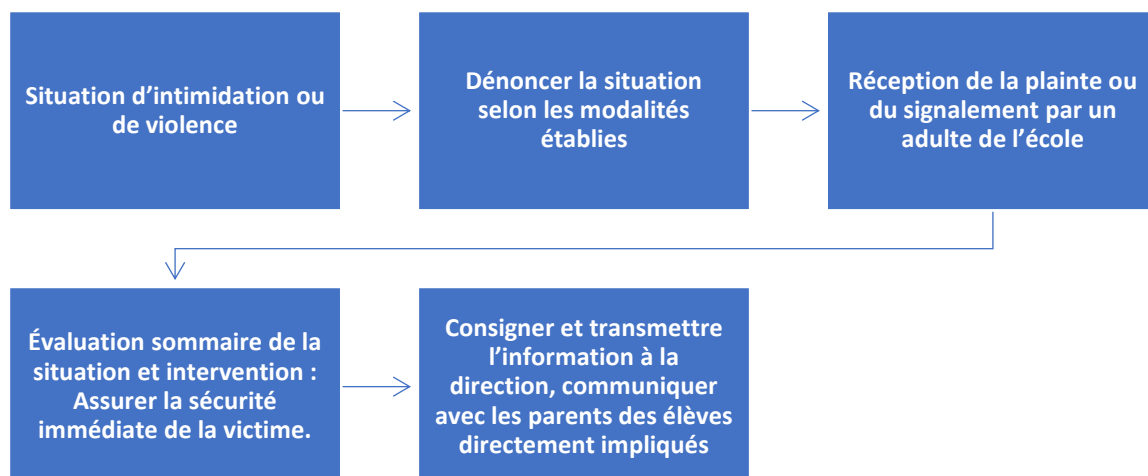 Situation d’intimidation ou
de violence
Dénoncer la situation
selon les modalités
établies
Réception de la plainte ou
du signalement par un
adulte de l’école
Évaluation sommaire de la
situation et intervention :
Assurer la sécurité
immédiate de la victime.
Consigner et transmettre
l’information à la
direction, communiquer
avec les parents des élèves
directement impliqués